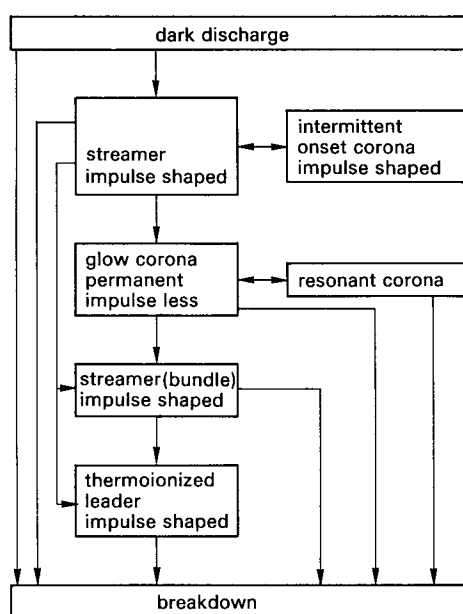 dark discharge
streamer
impulse shaped
intermittent
onset corona
impulse shaped
glow corona
permanent
impulse less
resonant corona
streamer(bundle)
impulse shaped
thermoionized
leader
impulse shaped
breakdown